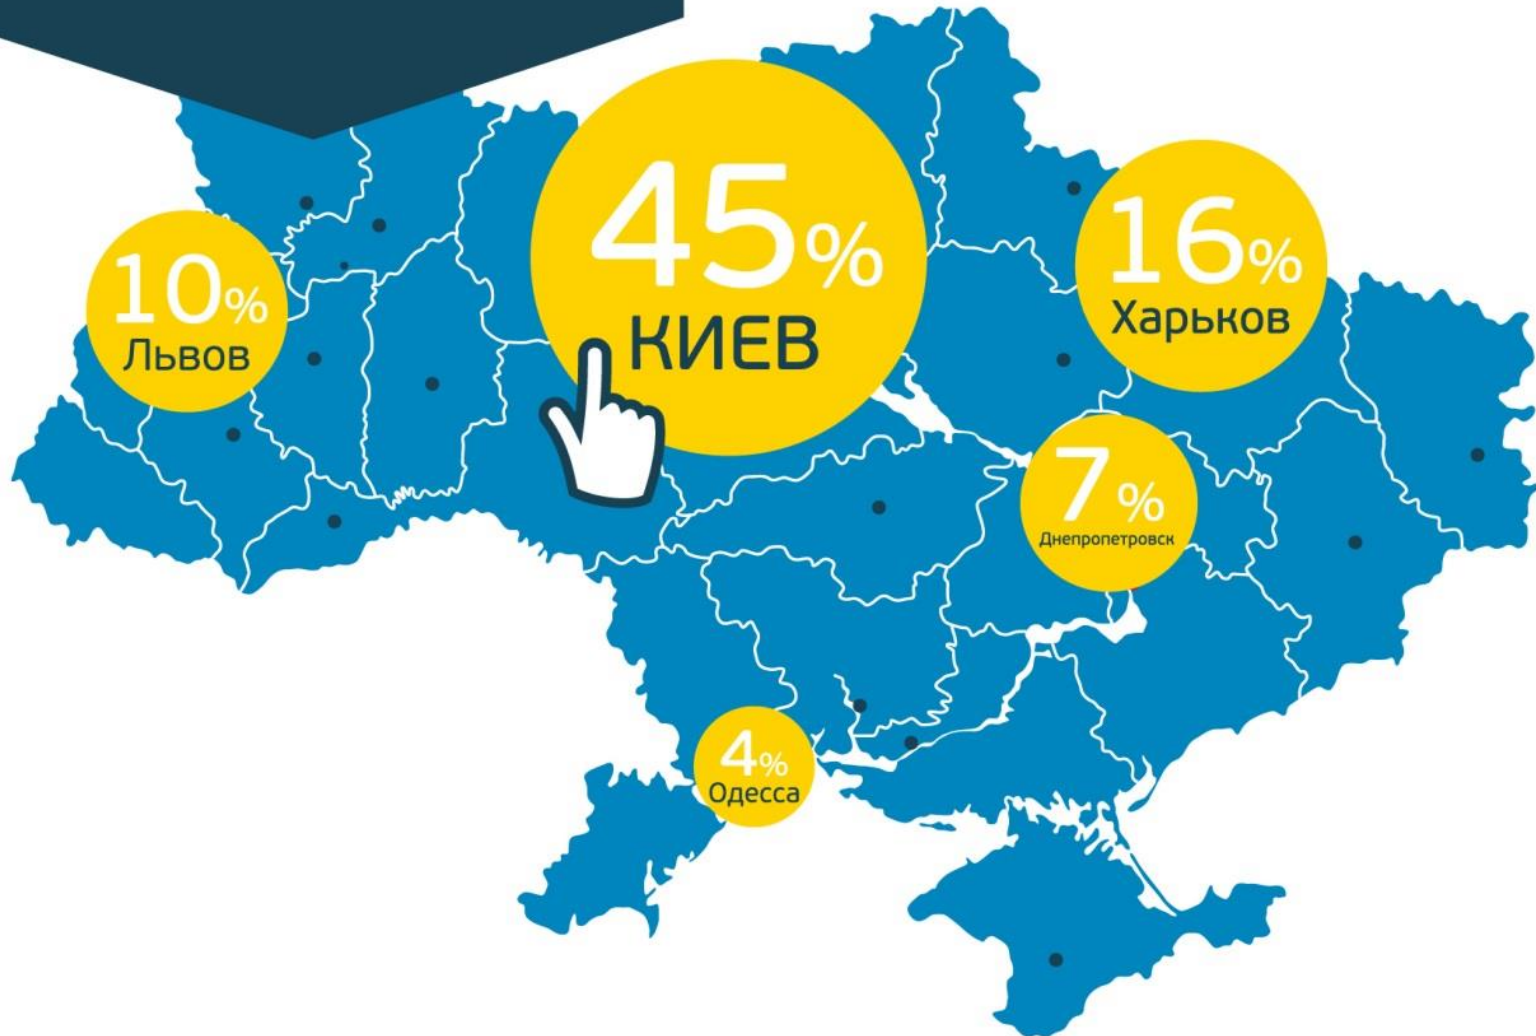 45%
КИЕВ
16%
Харьков
10%
Львов
7 %
Днепропетровск
4%
Одесса